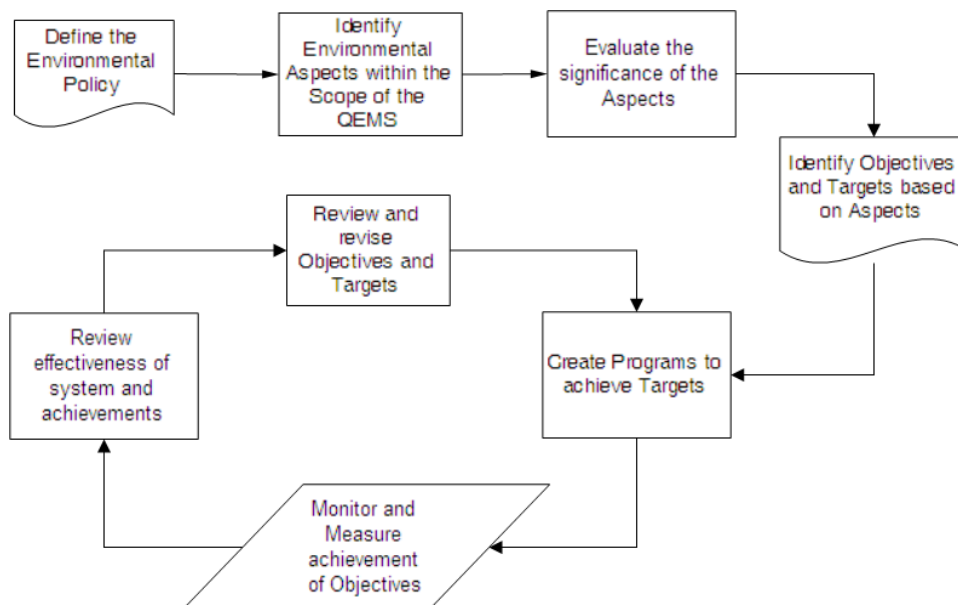 Define the
Environmental
Policy
Identify
Environmental
Aspects within the
Scope of the
QEMS
Evaluate the
significance of the
Aspects
Identify Objectives
and Targets based
on Aspects
Review and
revise
Objectives and
Targets
Review
effectiveness of
system and
achievements
Create Programs to
achieve Targets
Monitor and
Measure
achievement
of Objectives